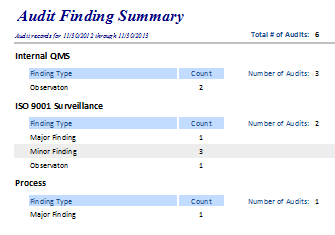 Audit Finding Summary
Audit records for 11/30/2012 through 11/30/2013 Total # of Audits: 6
Internal QMS
Finding Type Count Number of Audits: 3
Observaton 2
ISO 9001 Surveillance
Finding Type Count Number of Audits: 2
Major Finding 1
Minor Finding 3
Observaton 1
Process
Finding Type Count Number of Audits: 1
Major Finding 1